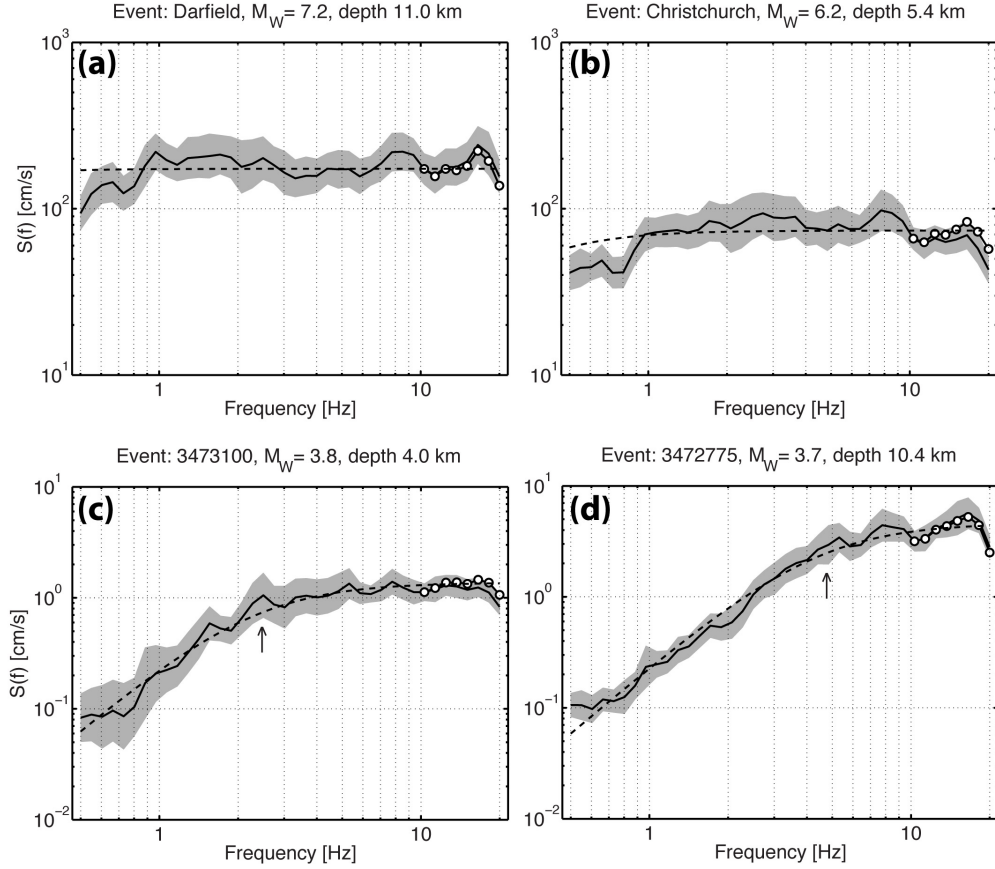 Event: Darfield, M_W= 7.2, depth 11.0 km
Event: Christchurch, M_W= 6.2, depth 5.4 km
(a)
(b)
S(f) [cm/s]
10^3
10^2
10^1
10^3
10^2
10^1
1
10
1
10
Frequency [Hz]
Frequency [Hz]
Event: 3473100, M_W= 3.8, depth 4.0 km
Event: 3472775, M_W= 3.7, depth 10.4 km
(c)
(d)
S(f) [cm/s]
10^1
10^0
10^−1
10^−2
10^1
10^0
10^−1
10^−2
1
10
1
10
Frequency [Hz]
Frequency [Hz]